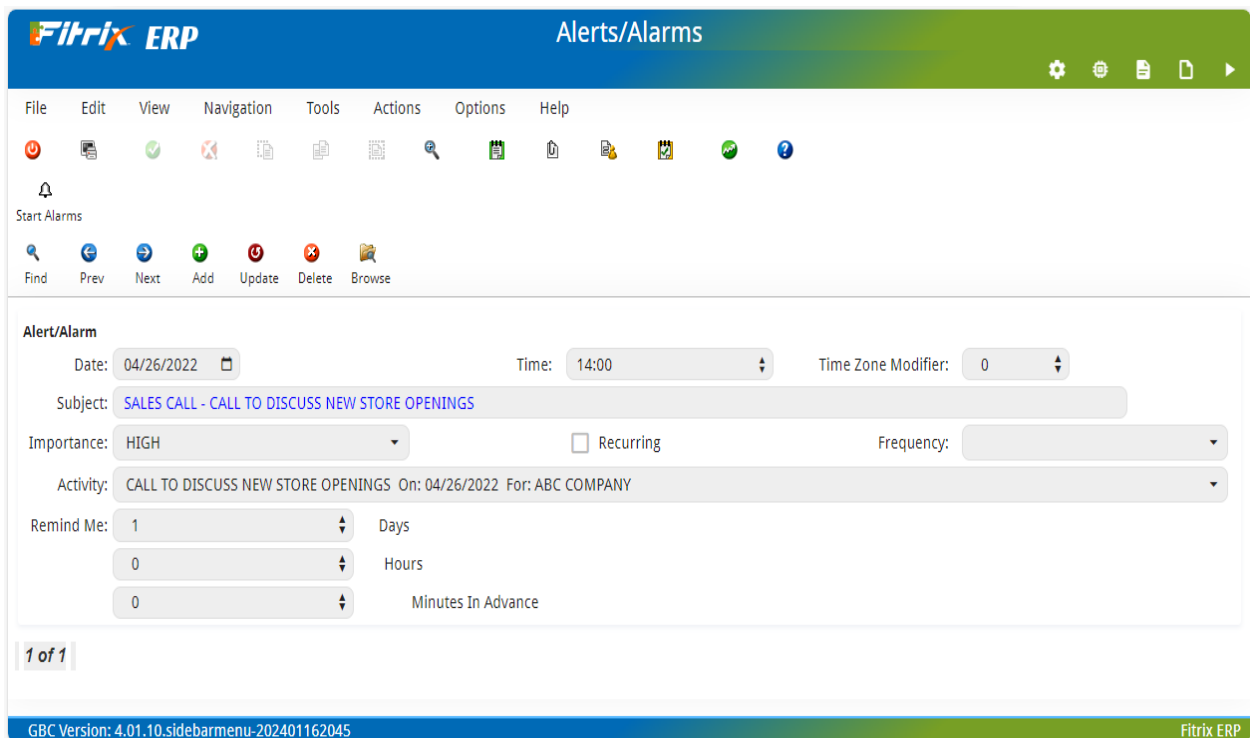 Fitrix ERP
Alerts/Alarms
File Edit View Navigation Tools Actions Options Help
Start Alarms
Find Prev Next Add Update Delete Browse
Alert/Alarm
Date: 04/26/2022 Time: 14:00 Time Zone Modifier: 0
Subject: SALES CALL - CALL TO DISCUSS NEW STORE OPENINGS
Importance: HIGH Recurring Frequency:
Activity: CALL TO DISCUSS NEW STORE OPENINGS On: 04/26/2022 For: ABC COMPANY
Remind Me: 1 Days
0 Hours
0 Minutes In Advance
1 of 1
GBC Version: 4.01.10.sidebarmenu-202401162045 Fitrix ERP